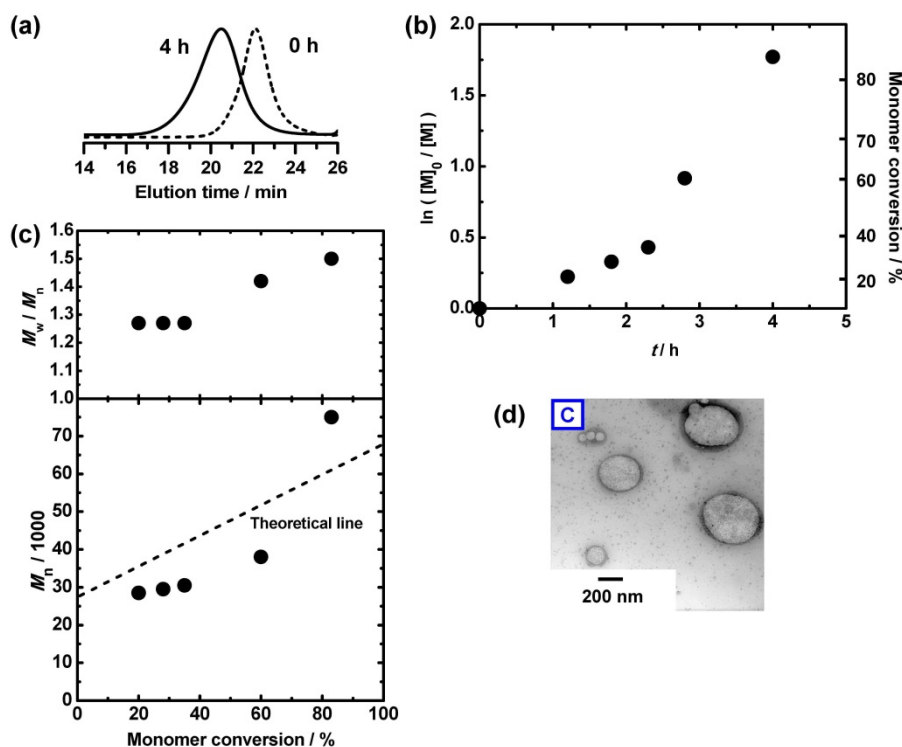 (a)
4 h
0 h
14 16 18 20 22 24 26
Elution time / min
(b)
2.0
1.5
1.0
0.5
0.0
ln ( [M]0 / [M] )
80
70
60
40
20
Monomer conversion / %
0 1 2 3 4 5
t / h
(c)
1.6
1.5
1.4
1.3
1.2
1.1
1.0
Mw / Mn
70
60
50
40
30
20
10
0
Mn / 1000
Theoretical line
0 20 40 60 80 100
Monomer conversion / %
(d)
C
200 nm